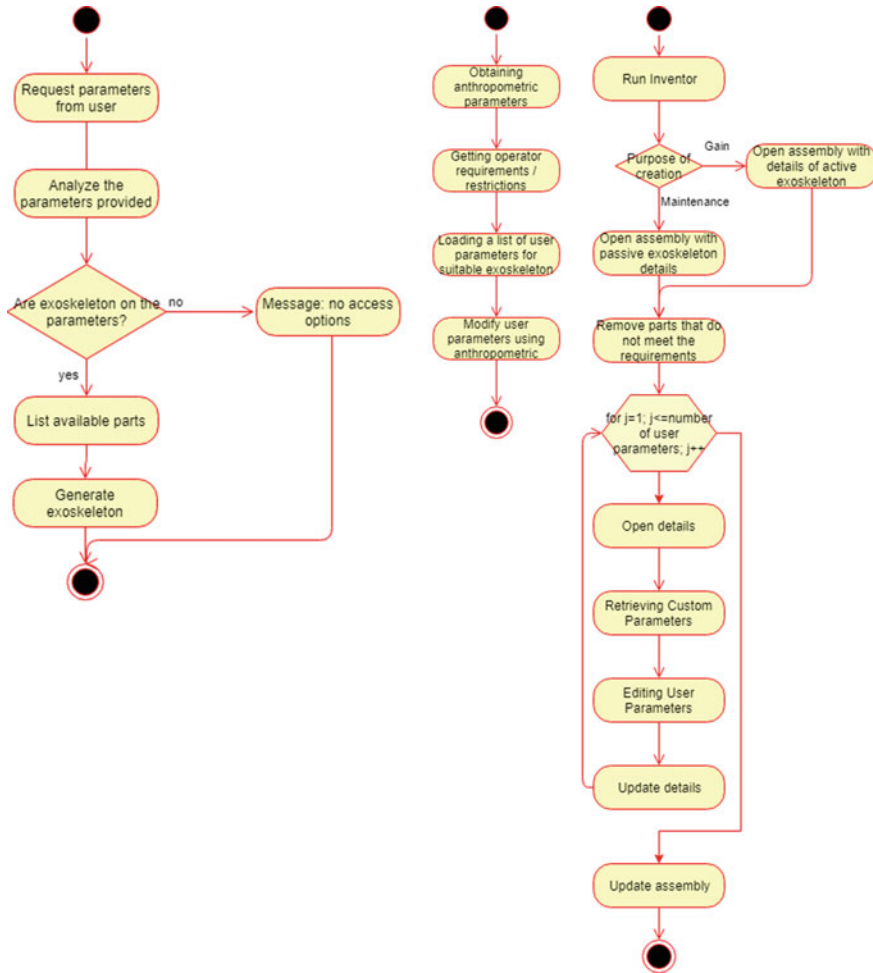 Request parameters
from user
Analyze the
parameters provided
Are exoskeleton on the
parameters?
no
Message: no access
options
yes
List available parts
Generate
exoskeleton
Obtaining
anthropometric
parameters
Getting operator
requirements /
restrictions
Loading a list of user
parameters for
suitable exoskeleton
Modify user
parameters using
anthropometric
Run Inventor
Purpose of
creation
Gain
Open assembly with
details of active
exoskeleton
Maintenance
Open assembly with
passive exoskeleton
details
Remove parts that do
not meet the
requirements
for j=1; j<=number
of user
parameters; j++
Open details
Retrieving Custom
Parameters
Editing User
Parameters
Update details
Update assembly